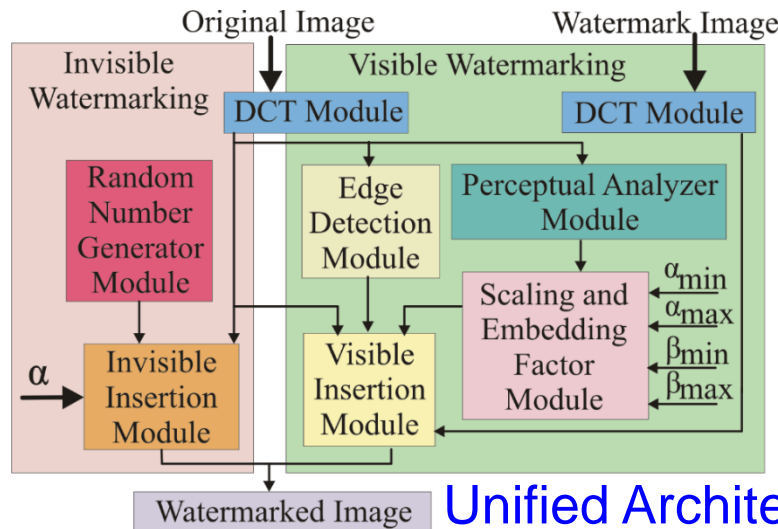 Original Image
Watermark Image
Invisible
Watermarking
Visible Watermarking
DCT Module
DCT Module
Random
Number
Generator
Module
Edge
Detection
Module
Perceptual Analyzer
Module
α
Invisible
Insertion
Module
Visible
Insertion
Module
Scaling and
Embedding
Factor
Module
αmin
αmax
βmin
βmax
Watermarked Image
Unified Archite